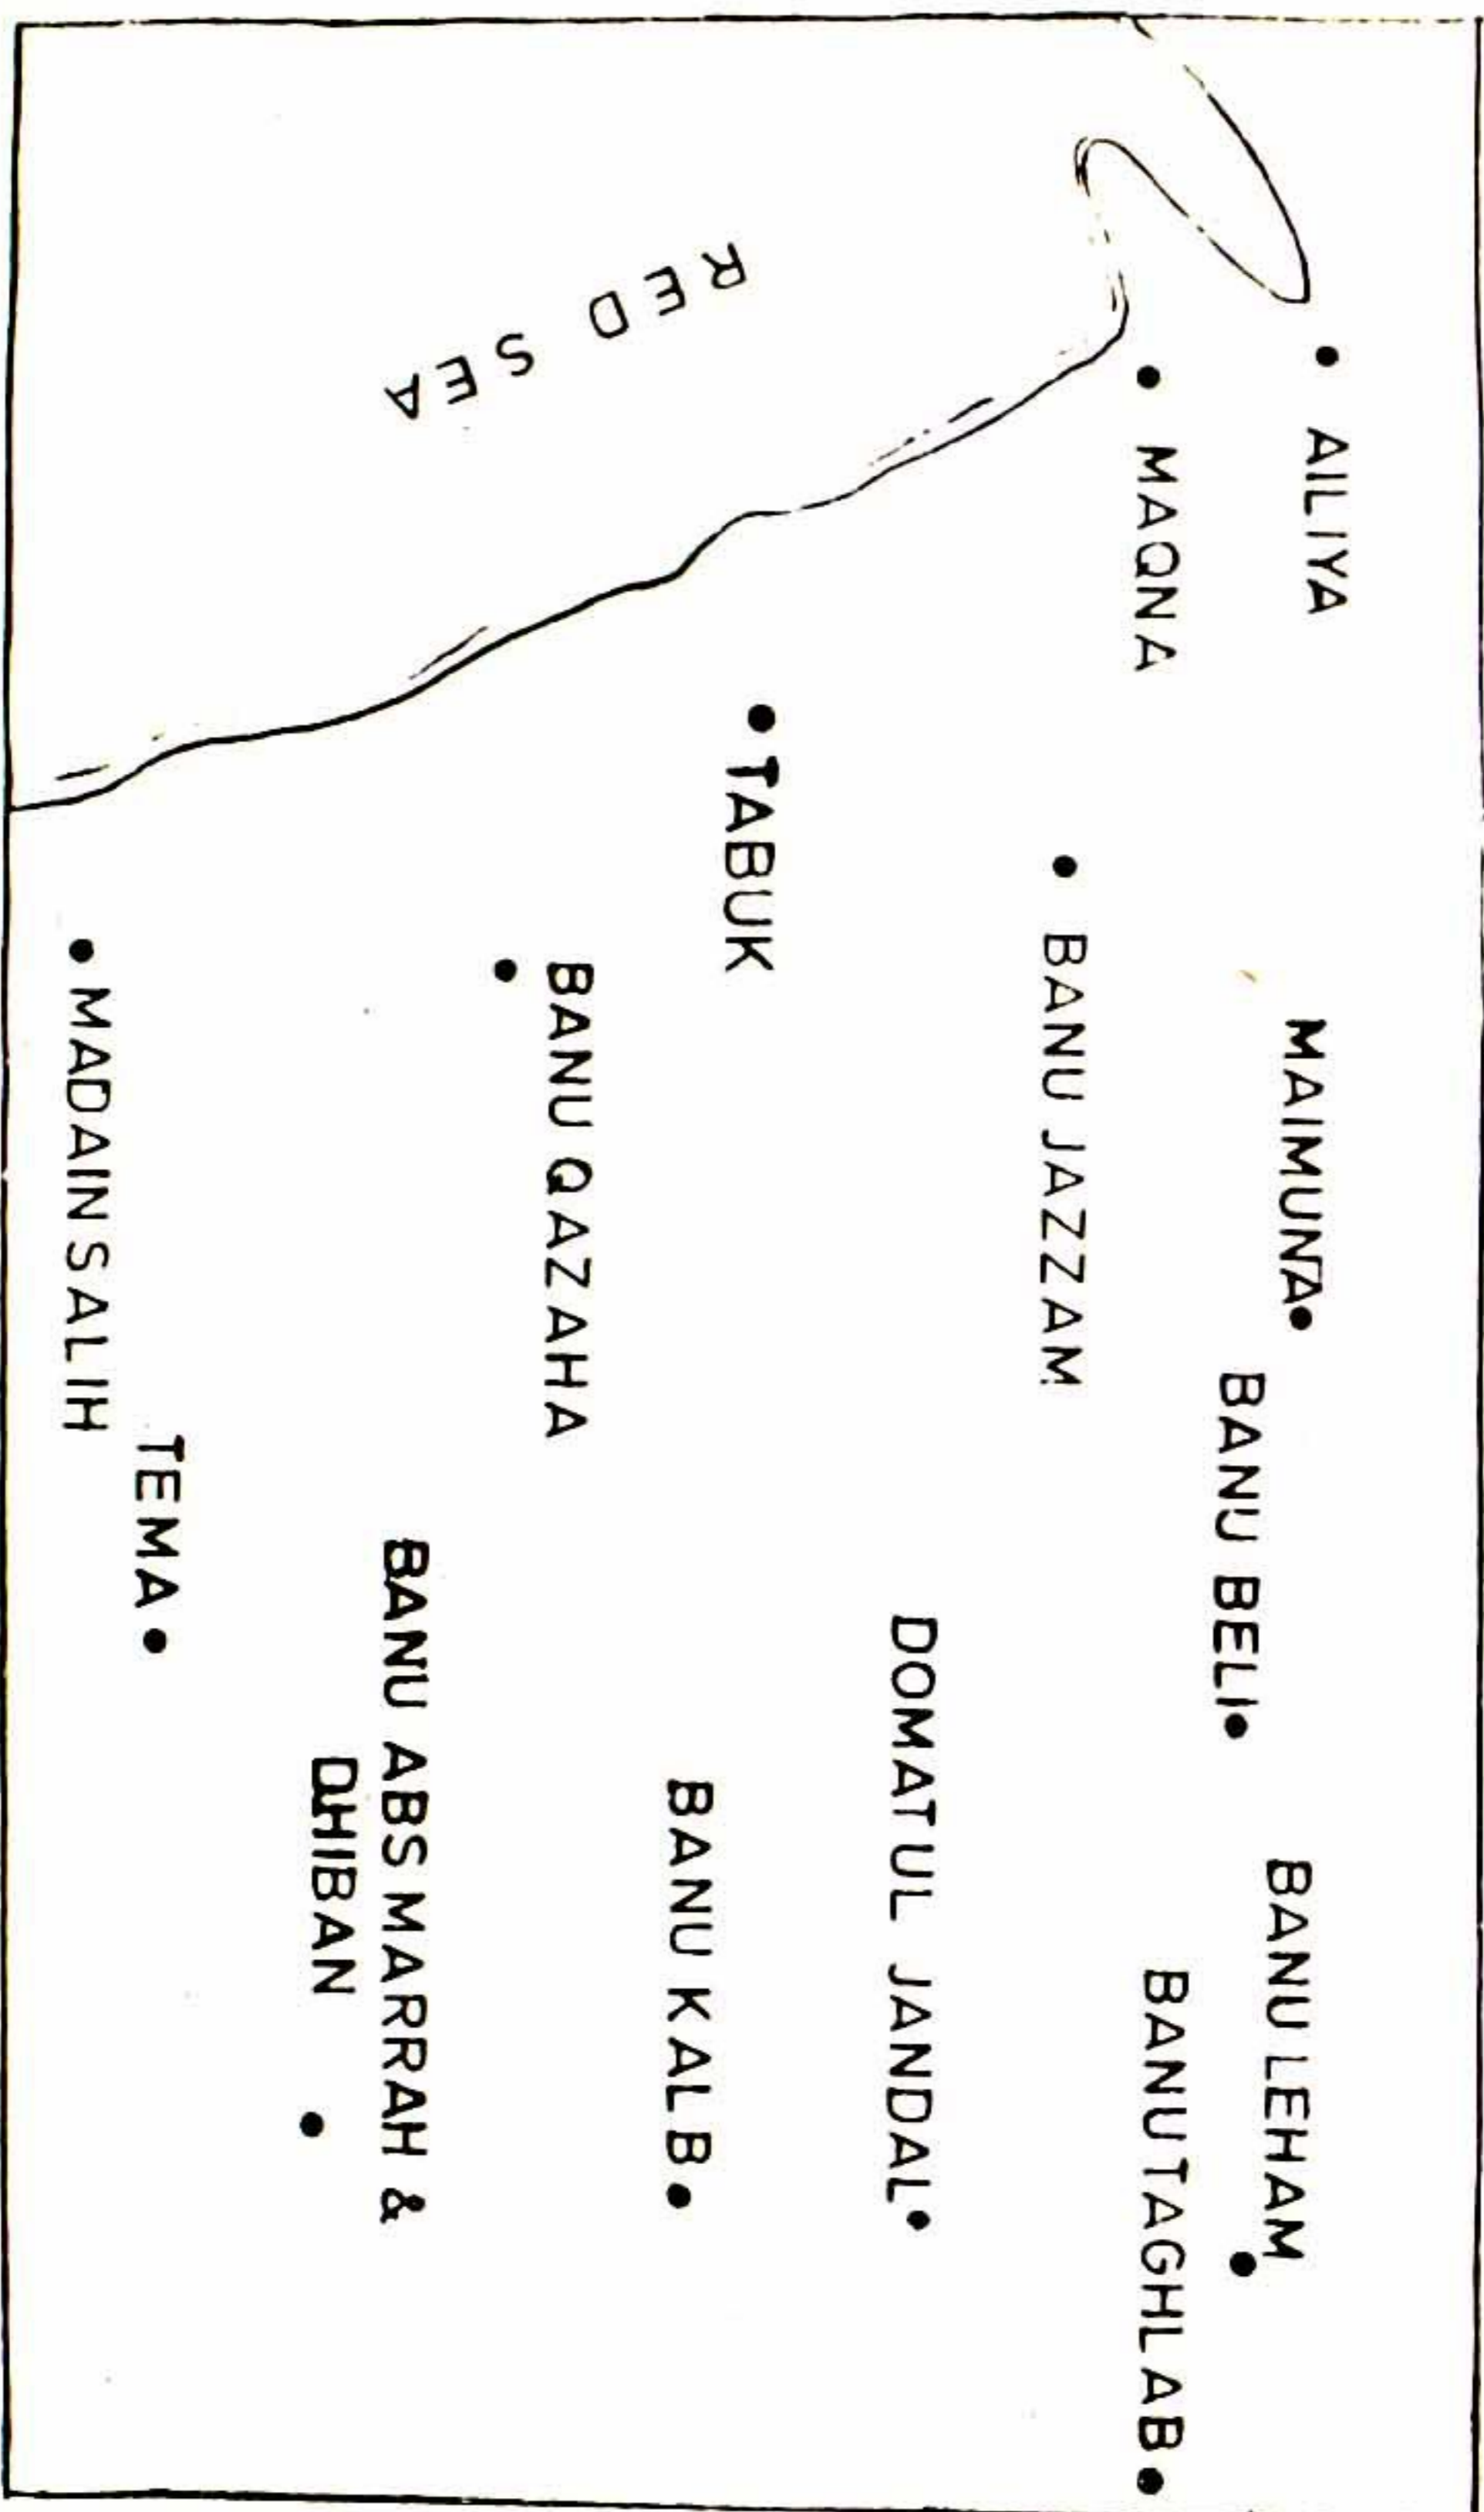 AILIYA
MAIMUNA
BANU LEHAM
BANU BELI
MAQNA
BANU TAGHLAB
BANU JAZZAM
DOMATUL JANDAL
RED SEA
TABUK
BANU KALB
BANU QAZAHA
BANU ABS MARRAH &
DHIBAN
TEMA
MADAIN SALIH